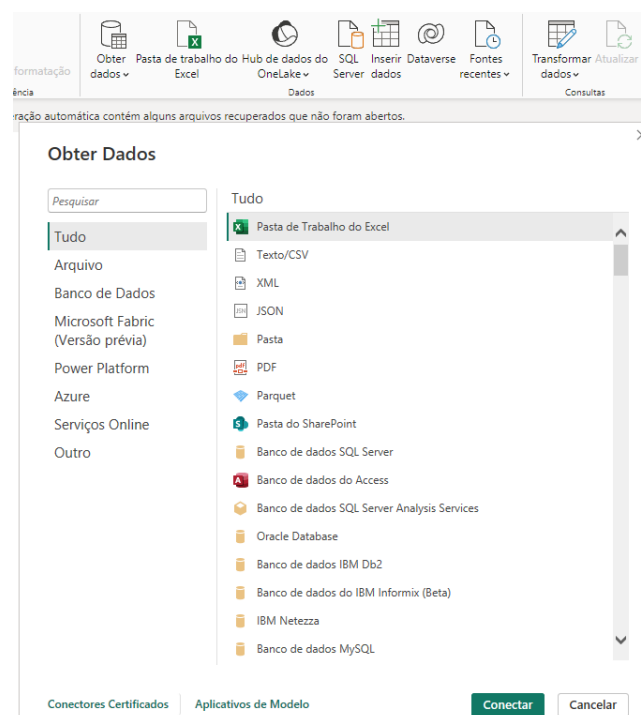 Obter dados
Pasta de trabalho do Excel
Hub de dados do OneLake
SQL Server
Inserir dados
Dataverse
Fontes recentes
Transformar dados
Atualizar
formatação
ência
Dados
Consultas
ração automática contém alguns arquivos recuperados que não foram abertos.
Obter Dados
Pesquisar
Tudo
Arquivo
Banco de Dados
Microsoft Fabric
(Versão prévia)
Power Platform
Azure
Serviços Online
Outro
Tudo
Pasta de Trabalho do Excel
Texto/CSV
XML
JSON
Pasta
PDF
Parquet
Pasta do SharePoint
Banco de dados SQL Server
Banco de dados do Access
Banco de dados SQL Server Analysis Services
Oracle Database
Banco de dados IBM Db2
Banco de dados do IBM Informix (Beta)
IBM Netezza
Banco de dados MySQL
Conectores Certificados
Aplicativos de Modelo
Conectar
Cancelar